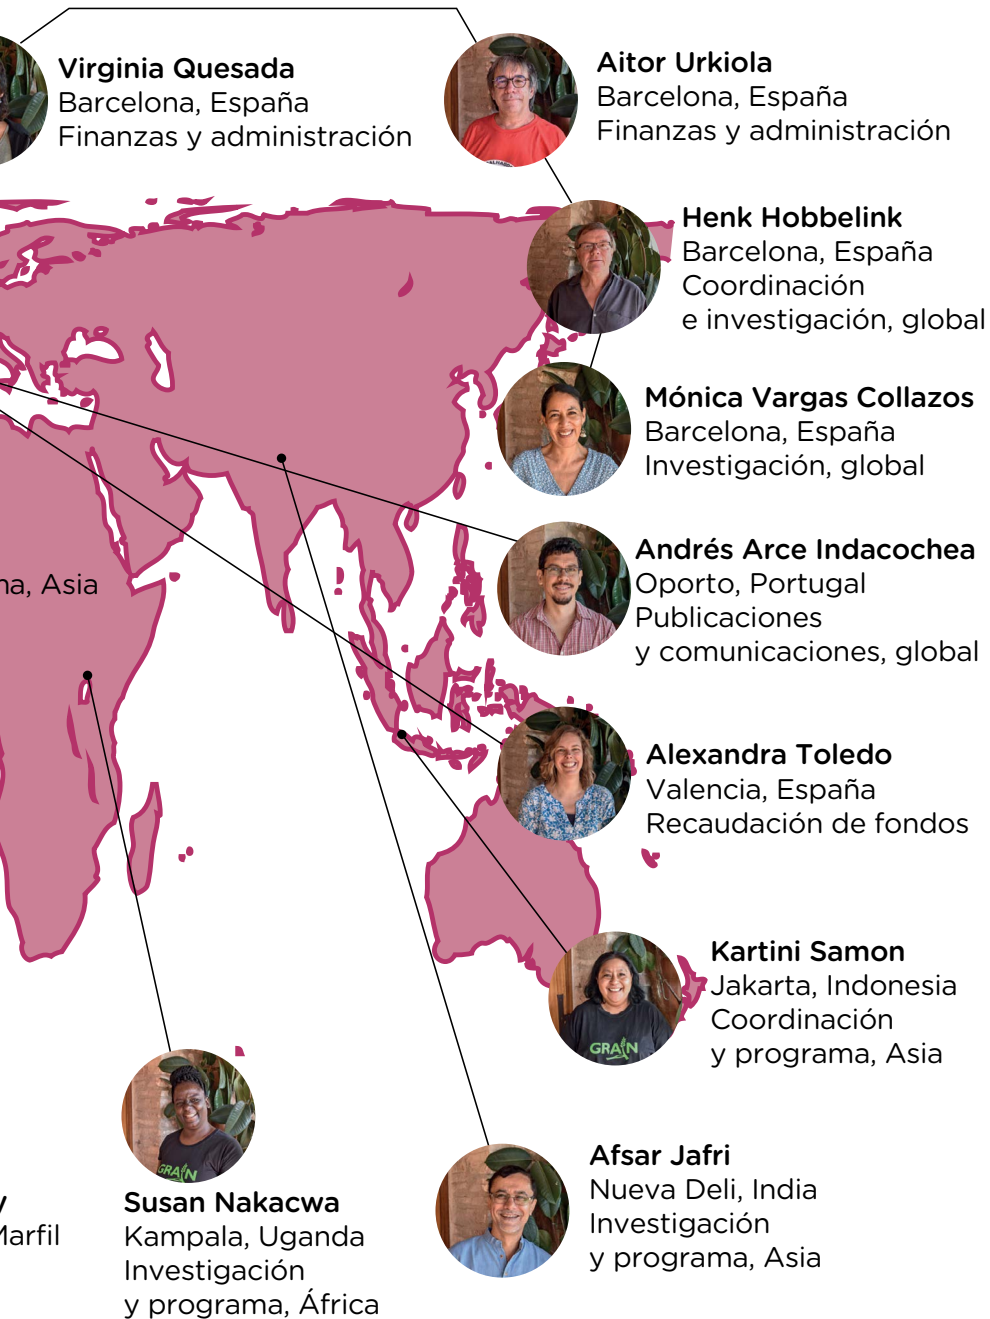 Virginia Quesada
Barcelona, España
Finanzas y administración
Aitor Urkiola
Barcelona, España
Finanzas y administración
Henk Hobbelink
Barcelona, España
Coordinación
e investigación, global
Mónica Vargas Collazos
Barcelona, España
Investigación, global
Andrés Arce Indacochea
Oporto, Portugal
Publicaciones
y comunicaciones, global
Asia
Alexandra Toledo
Valencia, España
Recaudación de fondos
Kartini Samon
Jakarta, Indonesia
Coordinación
y programa, Asia
GRAIN
GRAIN
Susan Nakacwa
Kampala, Uganda
Investigación
y programa, África
Afsar Jafri
Nueva Deli, India
Investigación
y programa, Asia